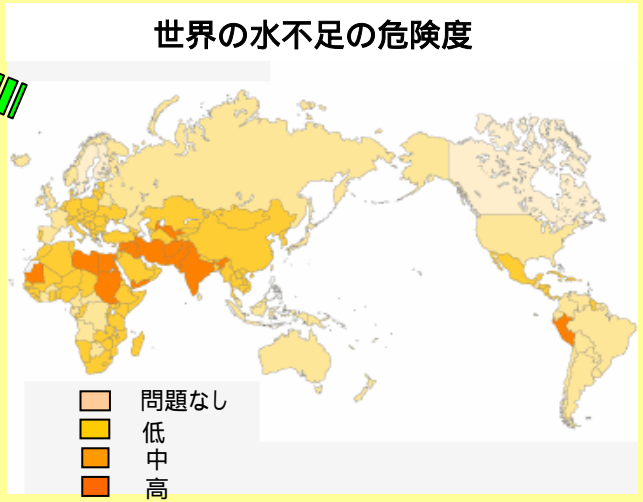 世界の水不足の危険度
問題なし
低
中
高